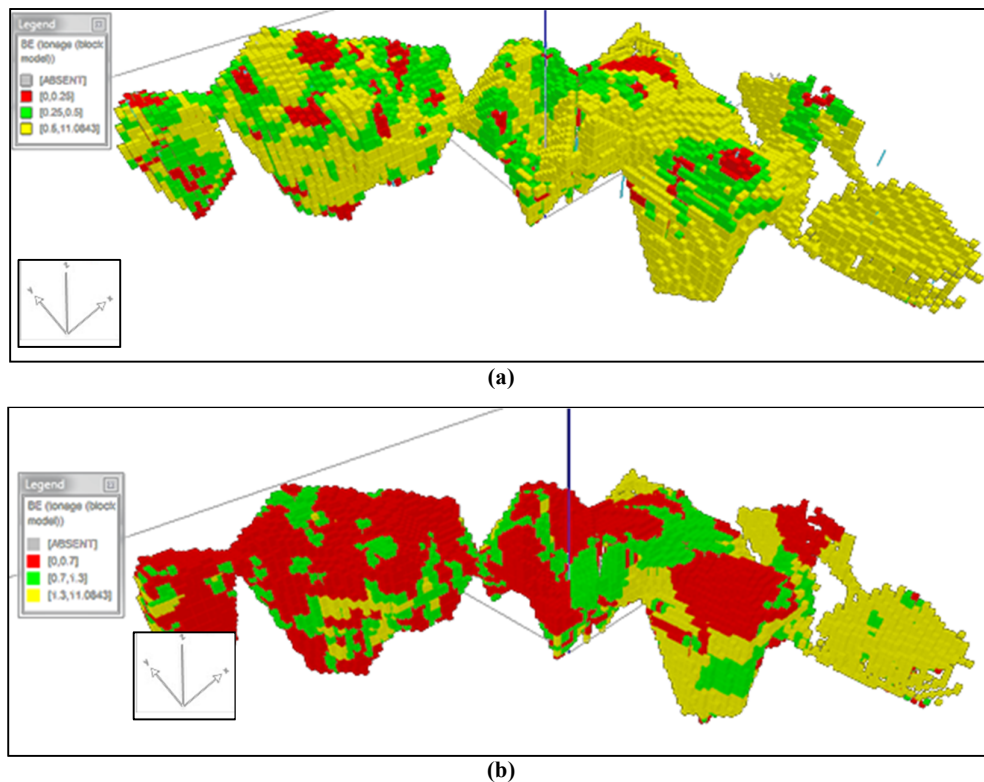 Legend
BE (tonage (block
model))
[ABSENT]
[0,0.25]
[0.25,0.5]
[0.5,11.0843]
Z
Y
X
(a)
Legend
BE (tonage (block
model))
[ABSENT]
[0,0.7]
[0.7,1.3]
[1.3,11.0843]
Y
X
(b)